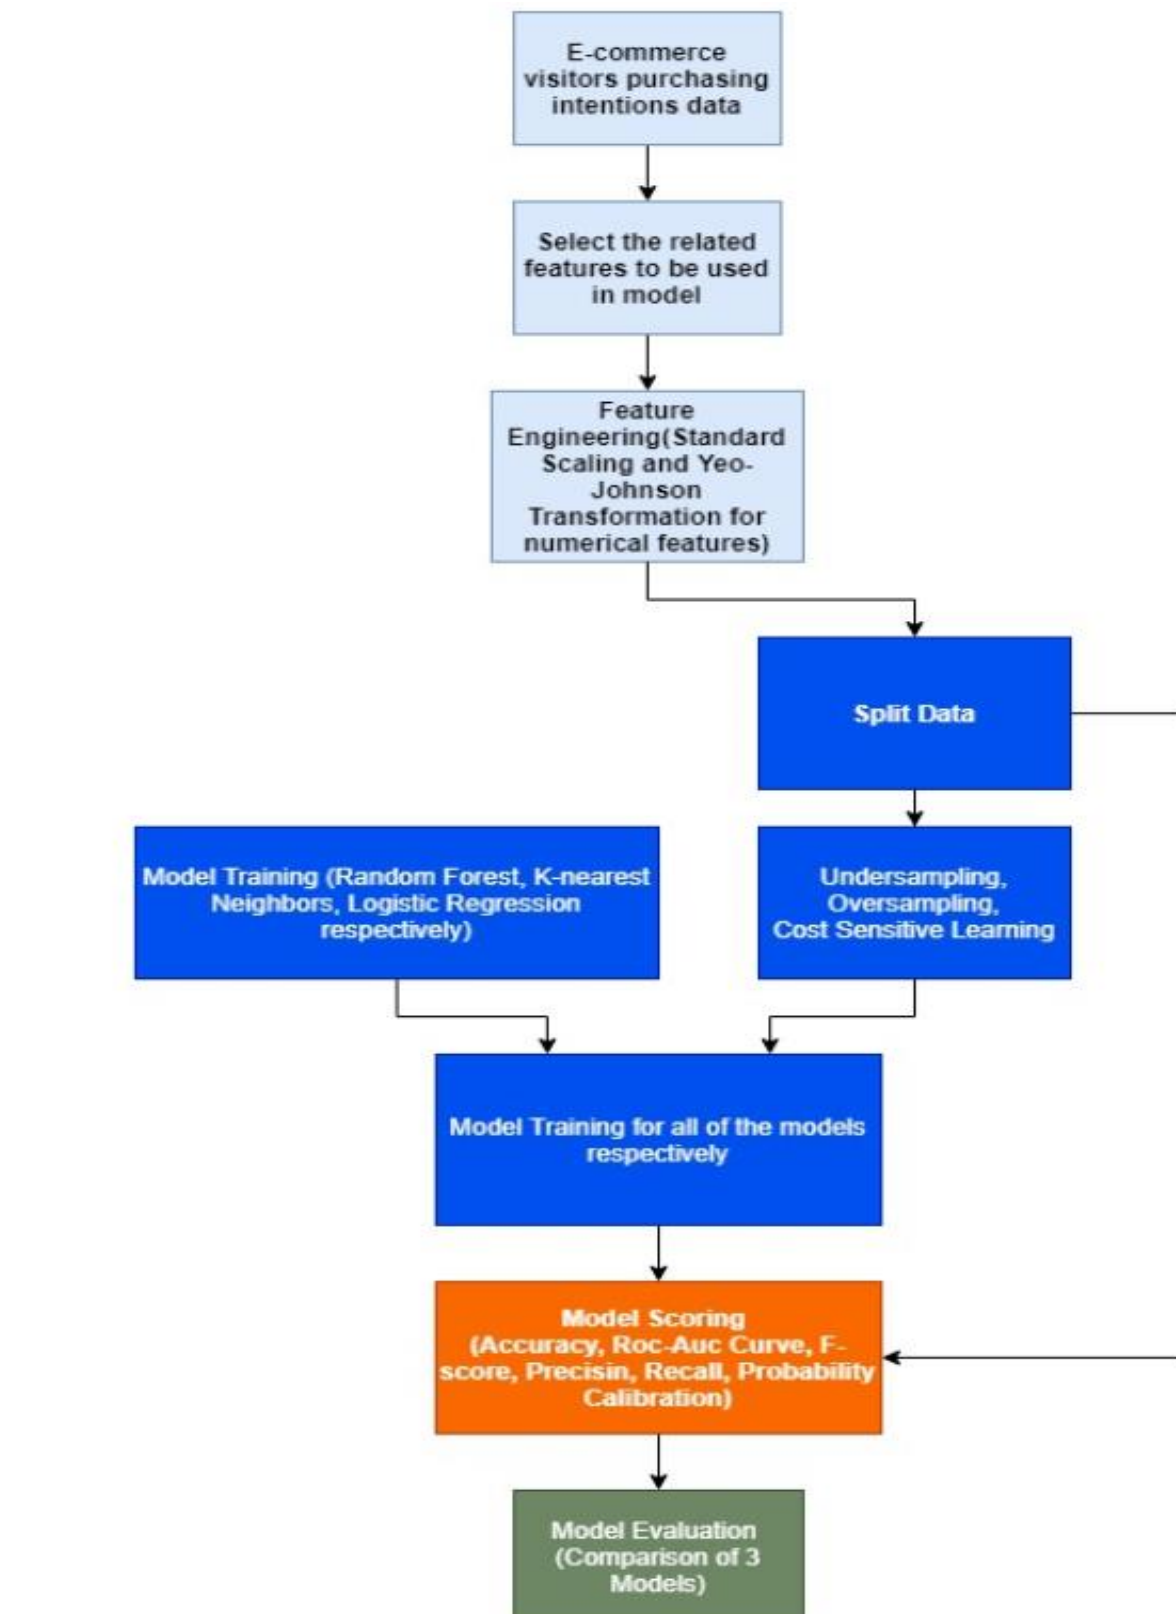 E-commerce
visitors purchasing
intentions data
Select the related
features to be used
in model
Feature
Engineering(Standard
Scaling and Yeo-
Johnson
Transformation for
numerical features)
Split Data
Model Training (Random Forest, K-nearest
Neighbors, Logistic Regression
respectively)
Undersampling,
Oversampling,
Cost Sensitive Learning
Model Training for all of the models
respectively
Model Scoring
(Accuracy, Roc-Auc Curve, F-
score, Precisin, Recall, Probability
Calibration)
Model Evaluation
(Comparison of 3
Models)